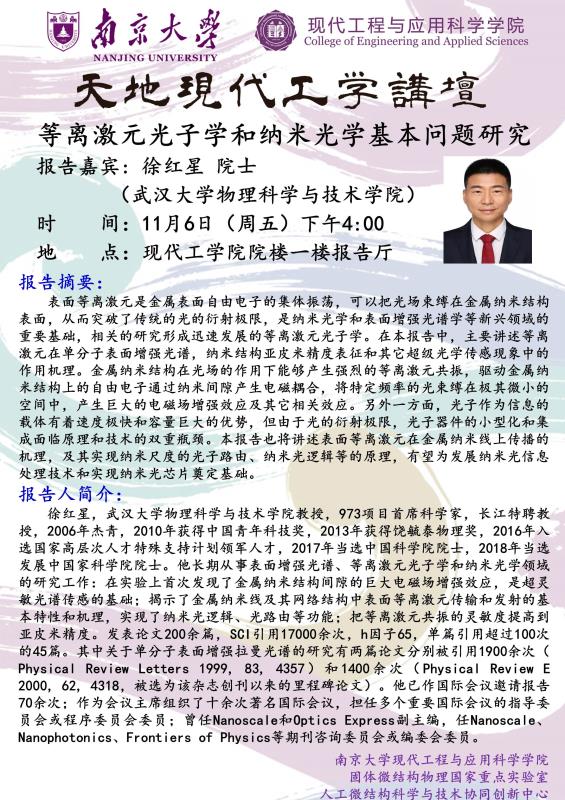 南京大學
NANJING UNIVERSITY
现代工程与应用科学学院
College of Engineering and Applied Sciences
天地現代工学講壇
等离激元光子学和纳米光学基本问题研究
报告嘉宾：徐红星 院士
（武汉大学物理科学与技术学院）
时 间：11月6日（周五）下午4:00
地 点：现代工学院院楼一楼报告厅
报告摘要：
表面等离激元是金属表面自由电子的集体振荡，可以把光场束缚在金属纳米结构
表面，从而突破了传统的光的衍射极限，是纳米光学和表面增强光谱学等新兴领域的
重要基础，相关的研究形成迅速发展的等离激元光子学。在本报告中，主要讲述等离
激元在单分子表面增强光谱，纳米结构亚皮米精度表征和其它超级光学传感现象中的
作用机理。金属纳米结构在光场的作用下能够产生强烈的等离激元共振，驱动金属纳
米结构上的自由电子通过纳米间隙产生电磁耦合，将特定频率的光束缚在极其微小的
空间中，产生巨大的电磁场增强效应及其它相关效应。另外一方面，光子作为信息的
载体有着速度极快和容量巨大的优势，但由于光的衍射极限，光子器件的小型化和集
成面临原理和技术的双重瓶颈。本报告也将讲述表面等离激元在金属纳米线上传播的
机理，及其实现纳米尺度的光子路由、纳米光逻辑等的原理，有望为发展纳米光信息
处理技术和实现纳米光芯片奠定基础。
报告人简介：
徐红星，武汉大学物理科学与技术学院教授，973项目首席科学家，长江特聘教
授，2006年杰青，2010年获得中国青年科技奖，2013年获得饶毓泰物理奖，2016年入
选国家高层次人才特殊支持计划领军人才，2017年当选中国科学院院士，2018年当选
发展中国家科学院院士。他长期从事表面增强光谱、等离激元光子学和纳米光学领域
的研究工作：在实验上首次发现了金属纳米结构间隙的巨大电磁场增强效应，是超灵
敏光谱传感的基础；揭示了金属纳米线及其网络结构中表面等离激元传输和发射的基
本特性和机理，实现了纳米光逻辑、光路由等功能；把等离激元共振的灵敏度提高到
亚皮米精度。发表论文200余篇，SCI引用17000余次，h因子65，单篇引用超过100次
的45篇。其中关于单分子表面增强拉曼光谱的研究有两篇论文分别被引用1900余次（
Physical Review Letters 1999, 83, 4357）和1400余次（Physical Review E
2000, 62, 4318，被选为该杂志创刊以来的里程碑论文）。他已作国际会议邀请报告
70余次；作为会议主席组织了十余次著名国际会议，担任多个重要国际会议的指导委
员会或程序委员会委员；曾任Nanoscale和Optics Express副主编，任Nanoscale、
Nanophotonics、Frontiers of Physics等期刊咨询委员会或编委会委员。
南京大学现代工程与应用科学学院
固体微结构物理国家重点实验室
人工微结构科学与技术协同创新中心